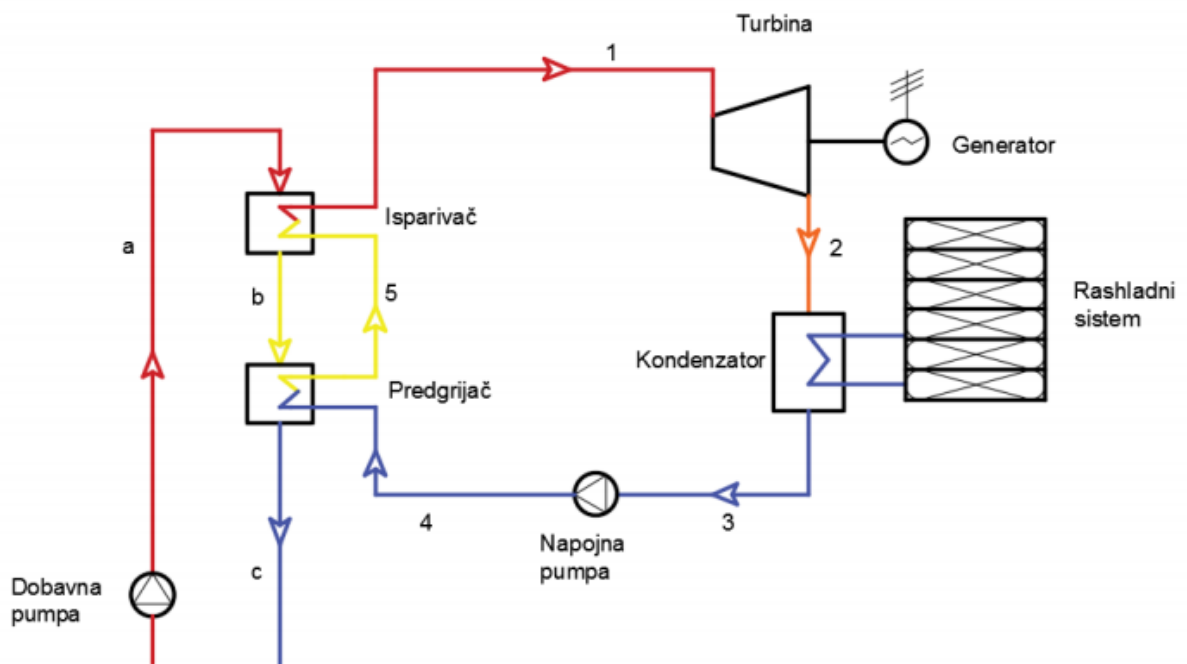 Turbina
1
Generator
Isparivač
a
2
b
5
Rashladni
sistem
Kondenzator
Predgrijač
4
3
Napojna
pumpa
c
Dobavna
pumpa